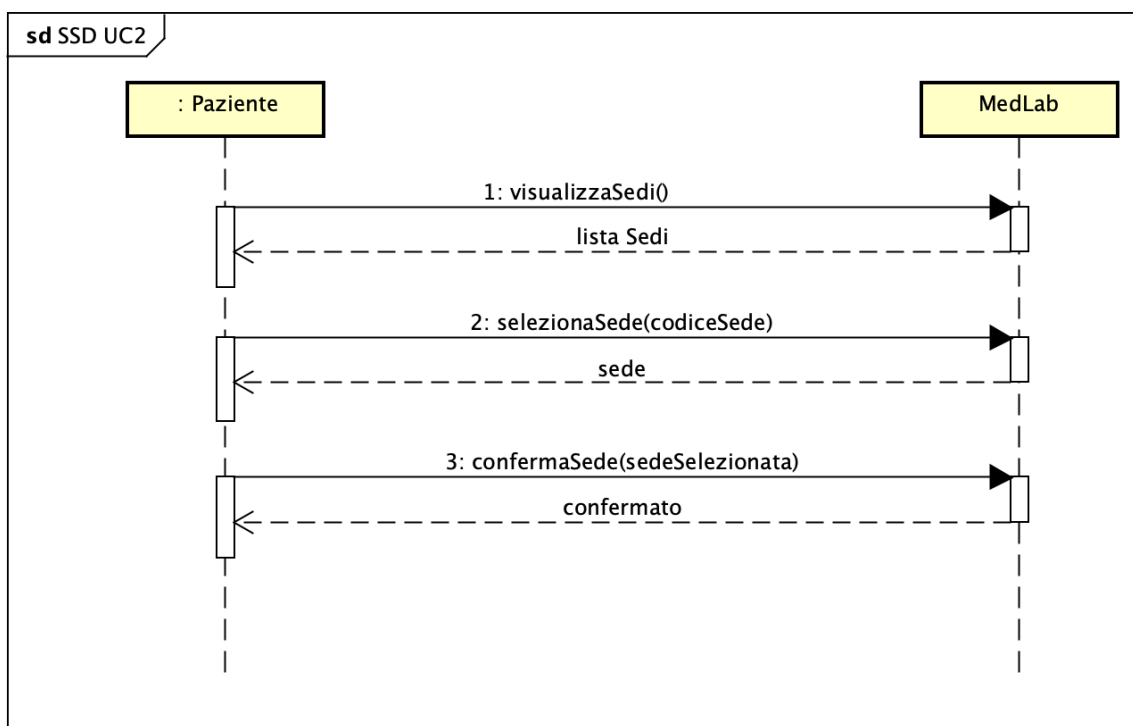 sd SSD UC2
: Paziente
MedLab
1: visualizzaSedi()
lista Sedi
2: selezionaSede(codiceSede)
sede
3: confermaSede(sedeSelezionata)
confermato